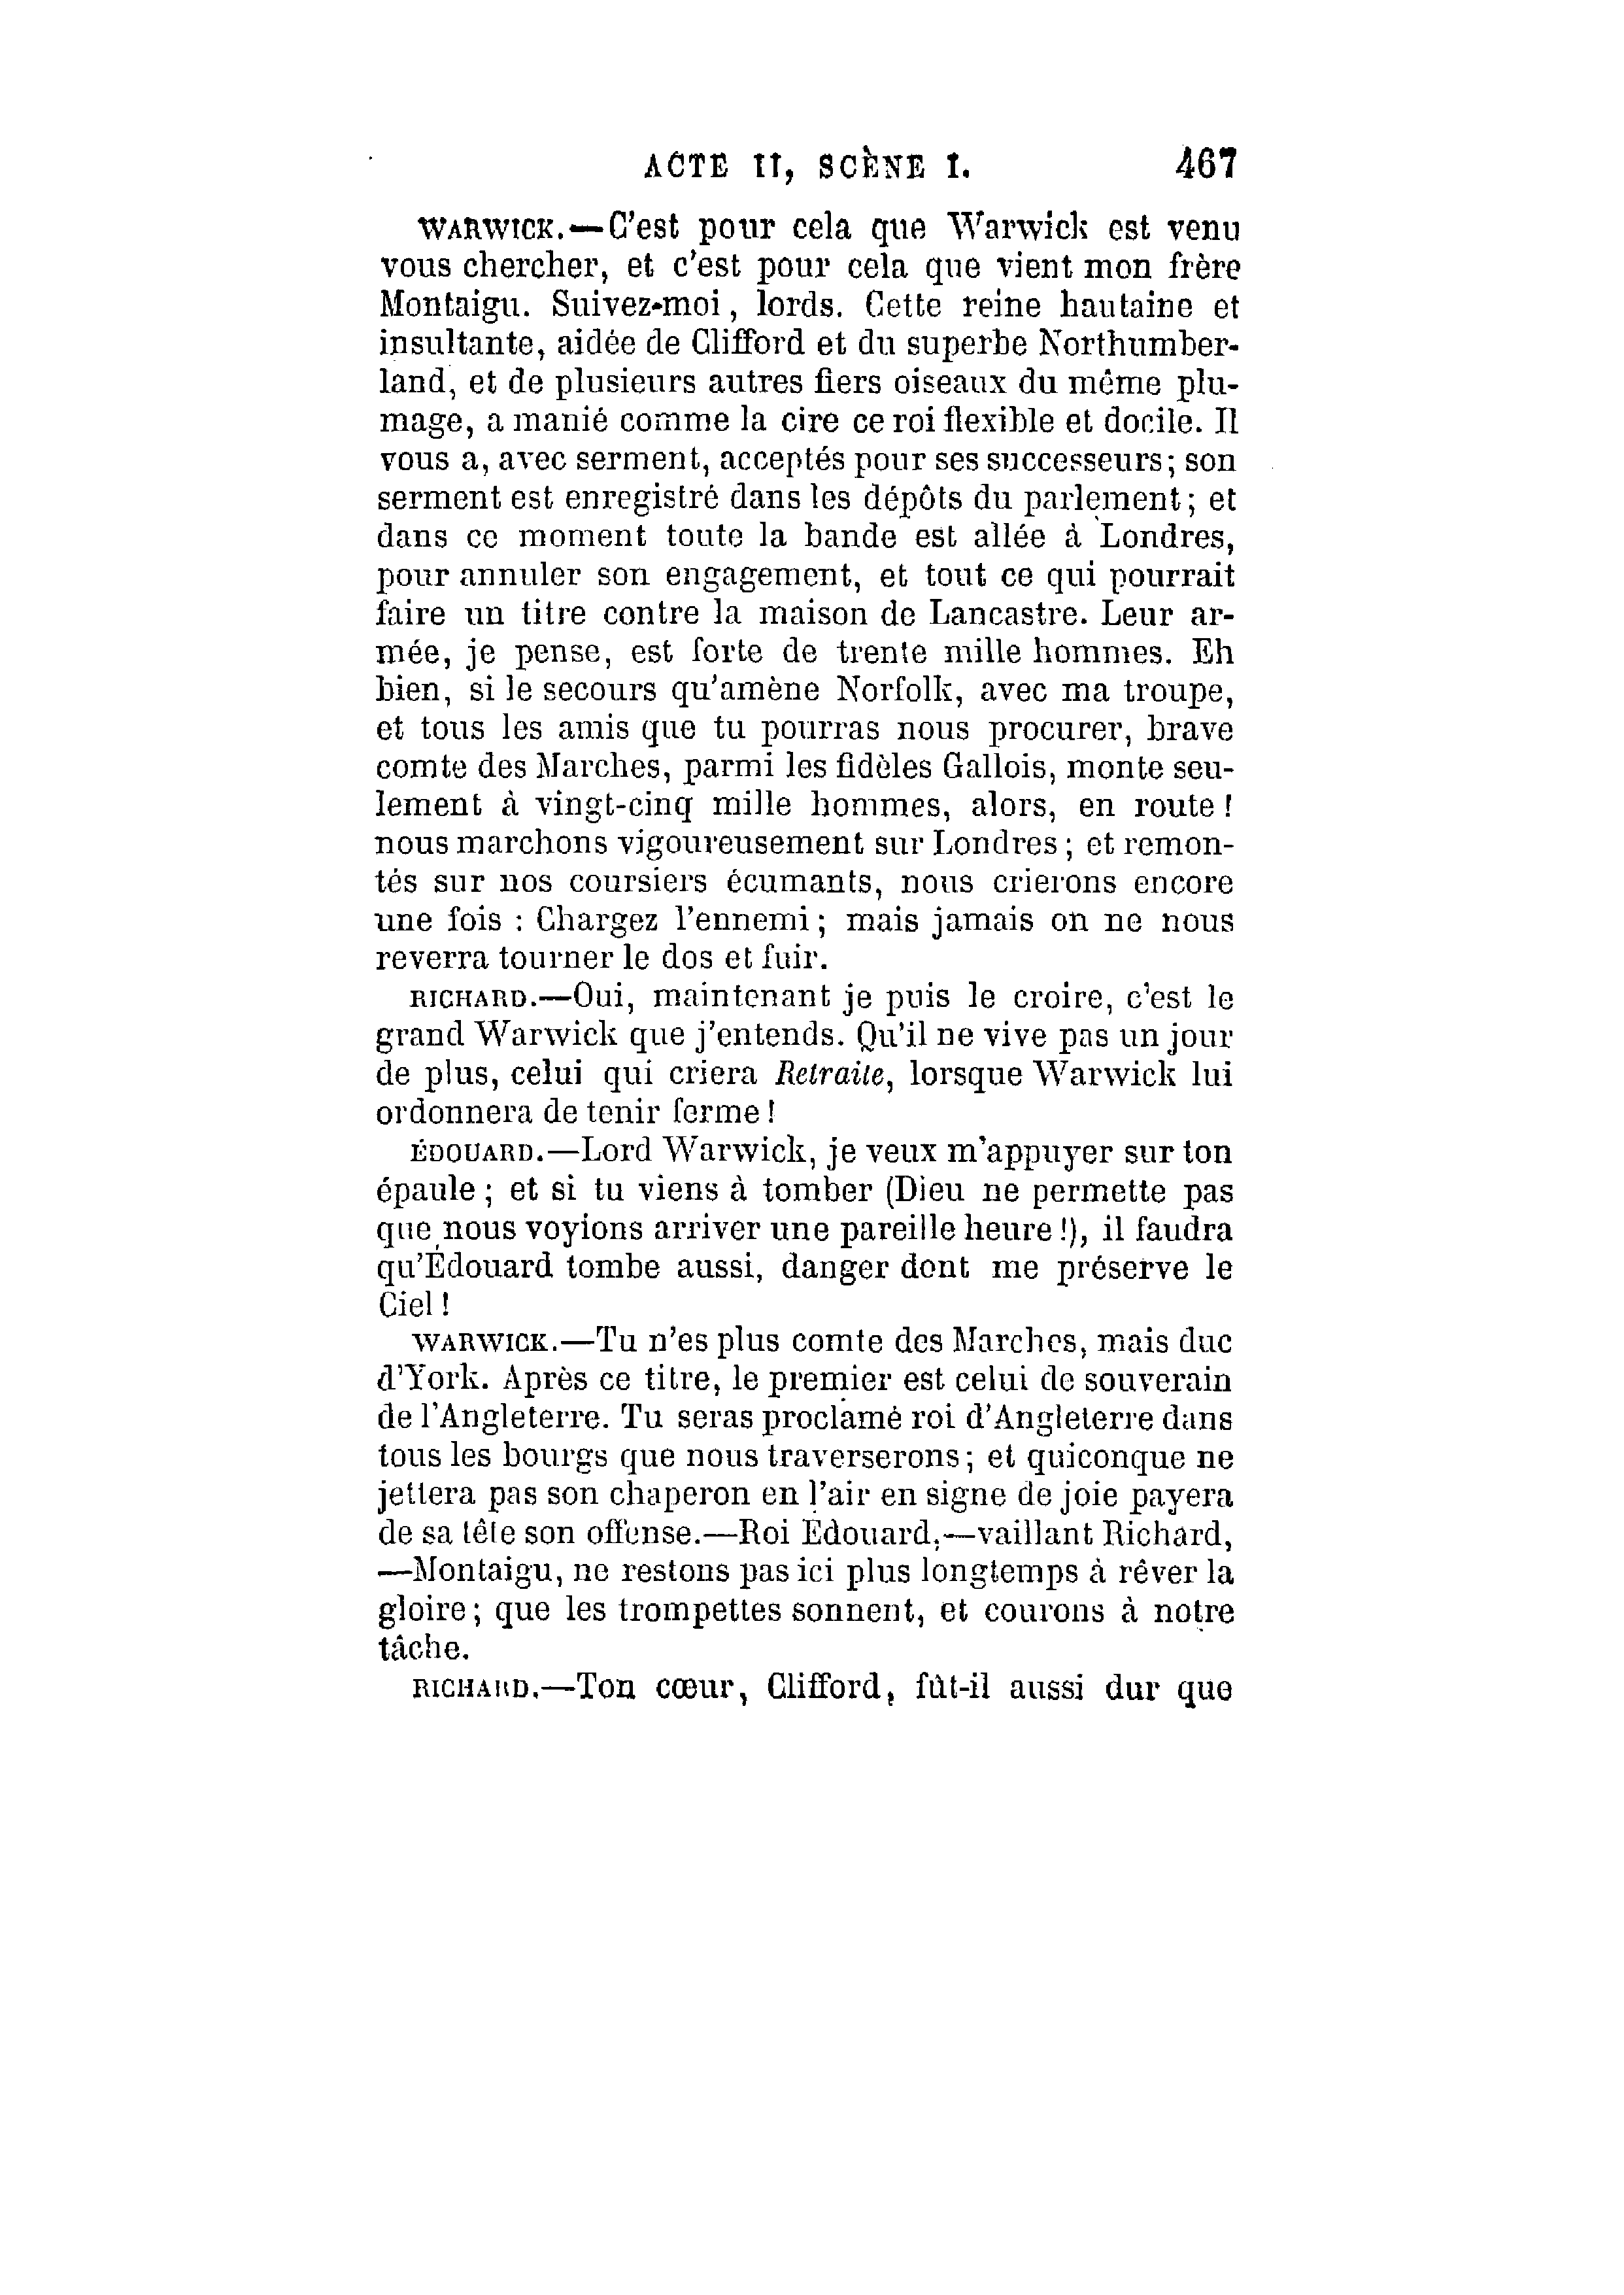 ACTE II, SCÈNE I. 467
WARWICK.—C'est pour cela que Warwick est venu
vous chercher, et c'est pour cela que vient mon frère
Montaigu. Suivez-moi, lords. Cette reine hautaine et
insultante, aidée de Clifford et du superbe Northumber-
land, et de plusieurs autres fiers oiseaux du même plu-
mage, a manié comme la cire ce roi flexible et docile. Il
vous a, avec serment, acceptés pour ses successeurs; son
serment est enregistré dans les dépôts du parlement; et
dans ce moment toute la bande est allée à Londres,
pour annuler son engagement, et tout ce qui pourrait
faire un titre contre la maison de Lancastre. Leur ar-
mée, je pense, est forte de trente mille hommes. Eh
bien, si le secours qu'amène Norfolk, avec ma troupe,
et tous les amis que tu pourras nous procurer, brave
comte des Marches, parmi les fidèles Gallois, monte seu-
lement à vingt-cinq mille hommes, alors, en route !
nous marchons vigoureusement sur Londres ; et remon-
tés sur nos coursiers écumants, nous crierons encore
une fois : Chargez l'ennemi ; mais jamais on ne nous
reverra tourner le dos et fuir.
RICHARD.—Oui, maintenant je puis le croire, c'est le
grand Warwick que j'entends. Qu'il ne vive pas un jour
de plus, celui qui criera Retraite, lorsque Warwick lui
ordonnera de tenir ferme !
ÉDOUARD.—Lord Warwick, je veux m'appuyer sur ton
épaule ; et si tu viens à tomber (Dieu ne permette pas
que nous voyions arriver une pareille heure !), il faudra
qu'Édouard tombe aussi, danger dont me préserve le
Ciel !
WARWICK.—Tu n'es plus comte des Marches, mais duc
d'York. Après ce titre, le premier est celui de souverain
de l'Angleterre. Tu seras proclamé roi d'Angleterre dans
tous les bourgs que nous traverserons; et quiconque ne
jettera pas son chaperon en l'air en signe de joie payera
de sa tête son offense.—Roi Édouard,—vaillant Richard,
—Montaigu, ne restons pas ici plus longtemps à rêver la
gloire; que les trompettes sonnent, et courons à notre
tâche.
RICHARD.—Ton cœur, Clifford, fût-il aussi dur que